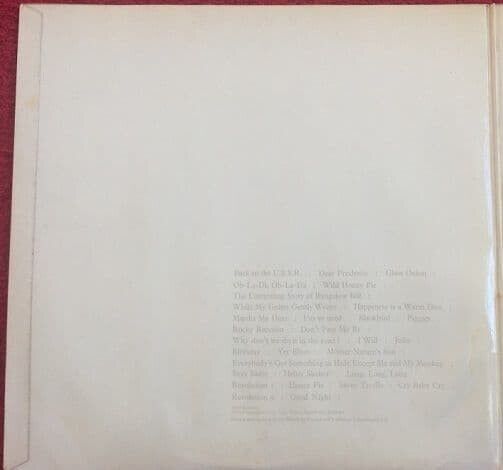 Back in the U.S.S.R. : Dear Prudence : Glass Onion :
Ob-La-Di, Ob-La-Da : Wild Honey Pie :
The Continuing Story of Bungalow Bill :
While My Guitar Gently Weeps : Happiness is a Warm Gun
Martha My Dear : I'm so tired : Blackbird : Piggies :
Rocky Raccoon : Don't Pass Me By :
Why don't we do it in the road? : I Will : Julia :
Birthday : Yer Blues : Mother Nature's Son :
Everybody's Got Something to Hide Except Me and My Monkey :
Sexy Sadie : Helter Skelter : Long, Long, Long :
Revolution 1 : Honey Pie : Savoy Truffle : Cry Baby Cry :
Revolution 9 : Good Night :